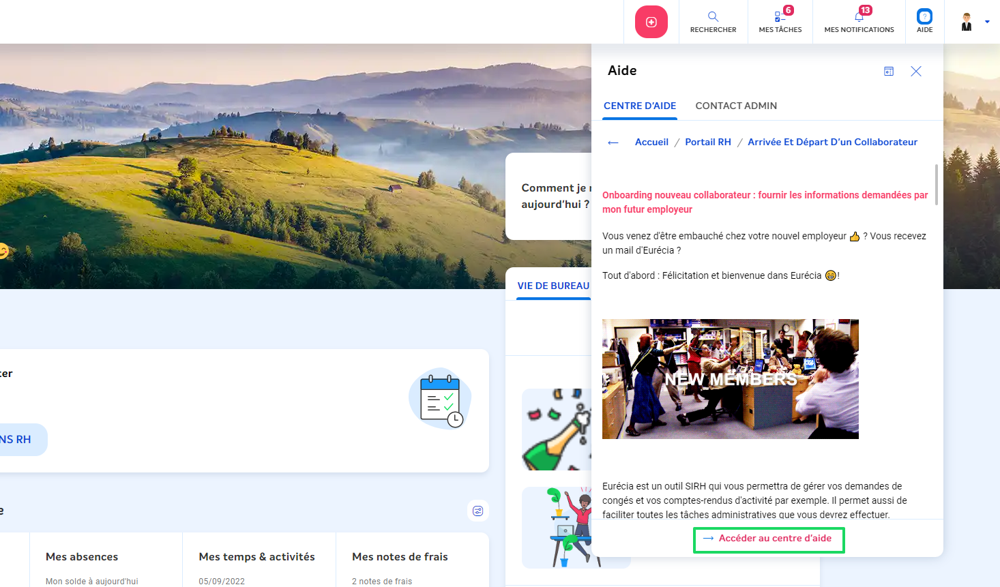 RECHERCHER
6
MES TÂCHES
13
MES NOTIFICATIONS
?
AIDE
Aide
CENTRE D'AIDE
CONTACT ADMIN
Accueil / Portail RH / Arrivée Et Départ D'un Collaborateur
Comment je
aujourd'hui ?
Onboarding nouveau collaborateur : fournir les informations demandées par
mon futur employeur
Vous venez d'être embauché chez votre nouvel employeur 👍 ? Vous recevez
un mail d'Eurécia ?
Tout d'abord : Félicitation et bienvenue dans Eurécia 😁!
VIE DE BUREAU
NEW MEMBERS
ter
NS RH
Eurécia est un outil SIRH qui vous permettra de gérer vos demandes de
congés et vos comptes-rendus d'activité par exemple. Il permet aussi de
faciliter toutes les tâches administratives que vous devrez effectuer.
e
→ Accéder au centre d'aide
Mes absences
Mon solde à aujourd'hui
Mes temps & activités
05/09/2022
Mes notes de frais
2 notes de frais